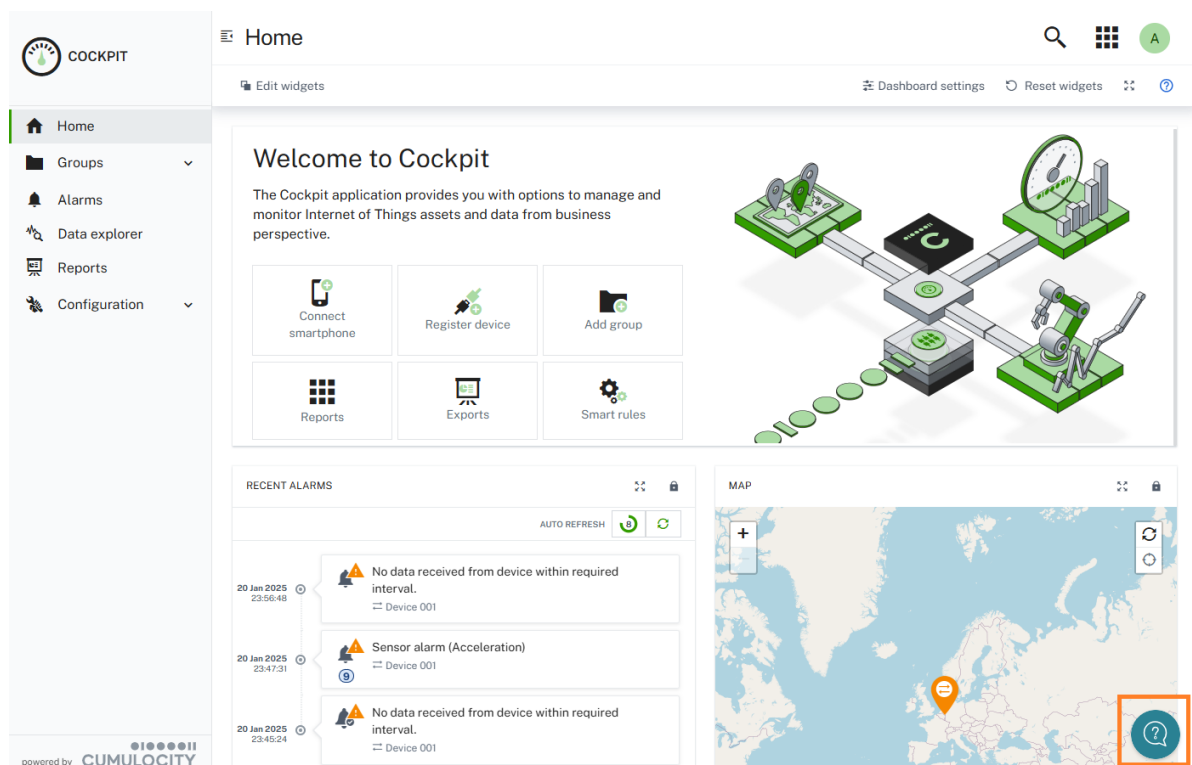 COCKPIT
Home
A
Edit widgets
Dashboard settings
Reset widgets
?
Home
Groups
Alarms
Data explorer
Reports
Configuration
Welcome to Cockpit
The Cockpit application provides you with options to manage and
monitor Internet of Things assets and data from business
perspective.
Connect
smartphone
Register device
Add group
Reports
Exports
Smart rules
RECENT ALARMS
AUTO REFRESH
8
20 Jan 2025
23:56:48
No data received from device within required
interval.
Device 001
20 Jan 2025
23:47:31
Sensor alarm (Acceleration)
Device 001
9
20 Jan 2025
23:45:24
No data received from device within required
interval.
Device 001
MAP
+
?
powered by CUMULOCITY